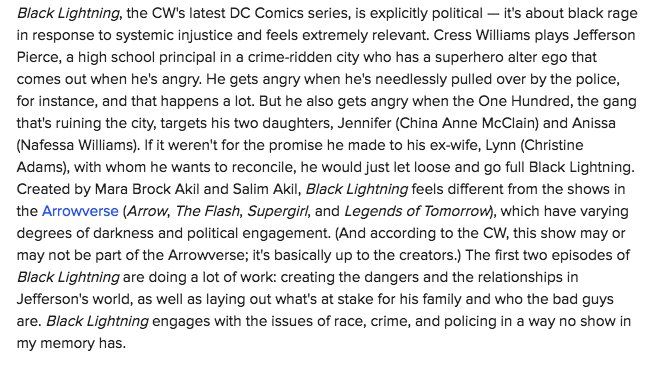 Black Lightning, the CW's latest DC Comics series, is explicitly political — it's about black rage
in response to systemic injustice and feels extremely relevant. Cress Williams plays Jefferson
Pierce, a high school principal in a crime-ridden city who has a superhero alter ego that
comes out when he's angry. He gets angry when he's needlessly pulled over by the police,
for instance, and that happens a lot. But he also gets angry when the One Hundred, the gang
that's ruining the city, targets his two daughters, Jennifer (China Anne McClain) and Anissa
(Nafessa Williams). If it weren't for the promise he made to his ex-wife, Lynn (Christine
Adams), with whom he wants to reconcile, he would just let loose and go full Black Lightning.
Created by Mara Brock Akil and Salim Akil, Black Lightning feels different from the shows in
the Arrowverse (Arrow, The Flash, Supergirl, and Legends of Tomorrow), which have varying
degrees of darkness and political engagement. (And according to the CW, this show may or
may not be part of the Arrowverse; it's basically up to the creators.) The first two episodes of
Black Lightning are doing a lot of work: creating the dangers and the relationships in
Jefferson's world, as well as laying out what's at stake for his family and who the bad guys
are. Black Lightning engages with the issues of race, crime, and policing in a way no show in
my memory has.